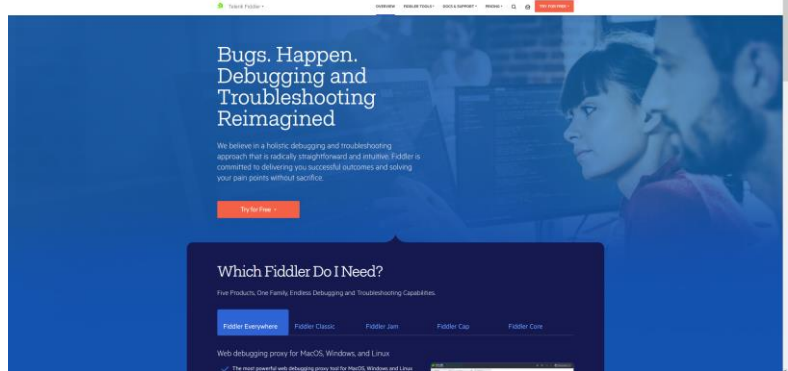 Telerik Fiddler
OVERVIEW FIDDLER TOOLS DOCS & SUPPORT PRICING TRY FOR FREE
Bugs. Happen.
Debugging and
Troubleshooting
Reimagined
We believe in a holistic debugging and troubleshooting
approach that is radically straightforward and intuitive. Fiddler is
committed to delivering you successful outcomes and solving
your pain points without sacrifice.
Try for Free
Which Fiddler Do I Need?
Five Products, One Family, Endless Debugging and Troubleshooting Capabilities.
Fiddler Everywhere Fiddler Classic Fiddler Jam Fiddler Cap Fiddler Core
Web debugging proxy for MacOS, Windows, and Linux
The most powerful web debugging proxy tool for MacOS, Windows and Linux